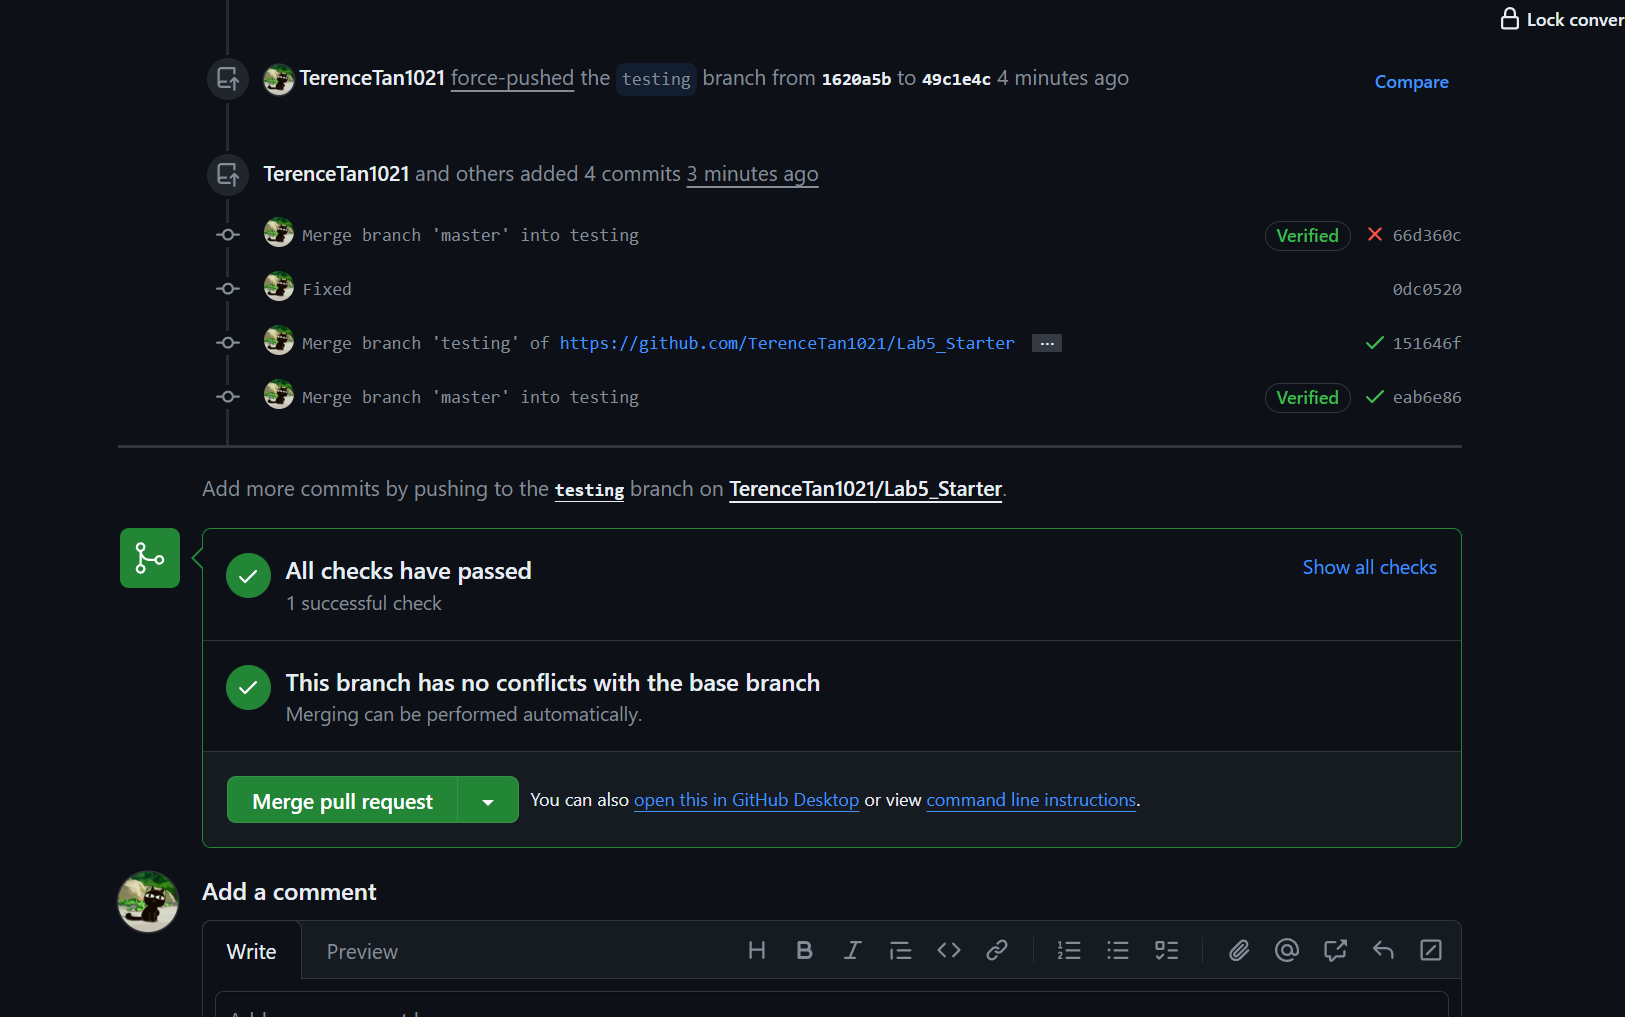 Lock conver
TerenceTan1021 force-pushed the testing branch from 1620a5b to 49c1e4c 4 minutes ago
Compare
TerenceTan1021 and others added 4 commits 3 minutes ago
Merge branch 'master' into testing Verified 66d360c
Fixed 0dc0520
Merge branch 'testing' of https://github.com/TerenceTan1021/Lab5_Starter ... 151646f
Merge branch 'master' into testing Verified eab6e86
Add more commits by pushing to the testing branch on TerenceTan1021/Lab5_Starter.
All checks have passed
Show all checks
1 successful check
This branch has no conflicts with the base branch
Merging can be performed automatically.
Merge pull request You can also open this in GitHub Desktop or view command line instructions.
Add a comment
Write Preview